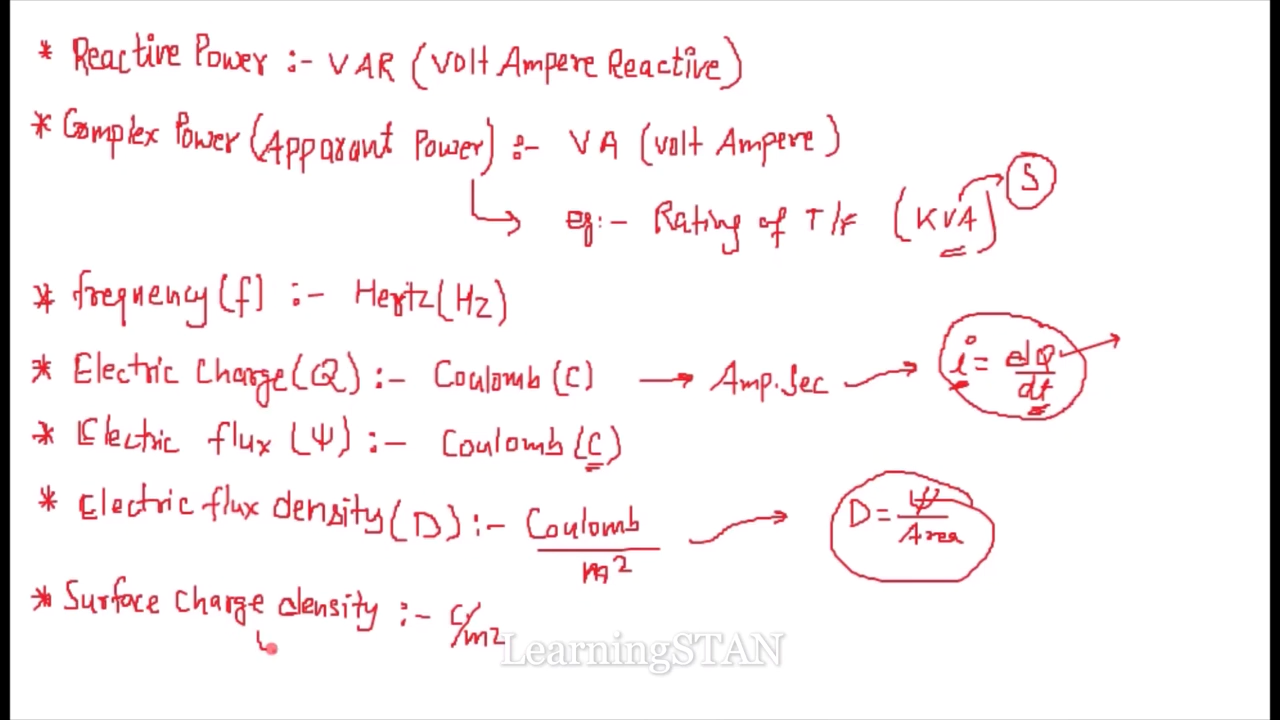 * Reactive Power :- VAR (Volt Ampere Reactive)
* Complex Power (Apparant Power) :- VA (volt Ampere)
eg:- Rating of T/F (KVA) S
* frequency(f) :- Hertz(Hz)
* Electric Charge(Q) :- Coulomb(C) → Amp.Sec → i = dQ/dt
* Electric flux (Ψ) :- Coulomb(C)
* Electric flux density(D) :- Coulomb/m² → D = Ψ/Area
* Surface charge density :- C/m2
LearningSTAN